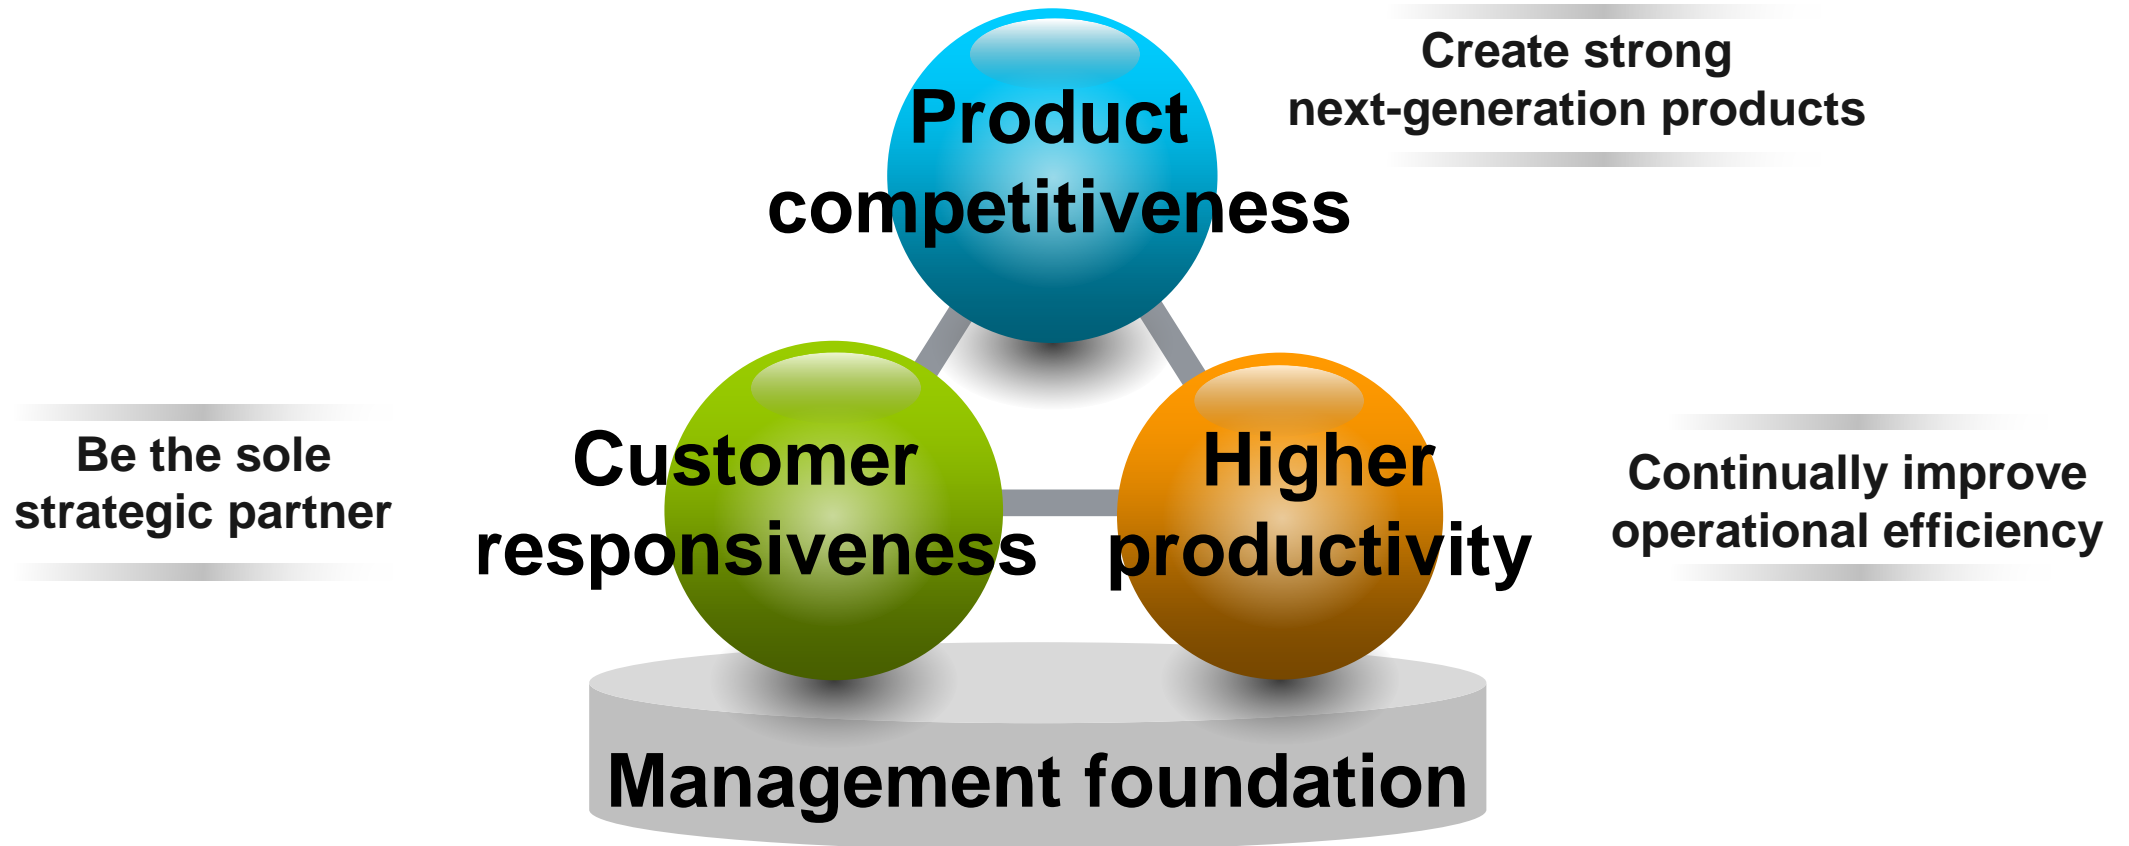 Product
competitiveness
Create strong
next-generation products
Be the sole
strategic partner
Customer
responsiveness
Higher
productivity
Continually improve
operational efficiency
Management foundation